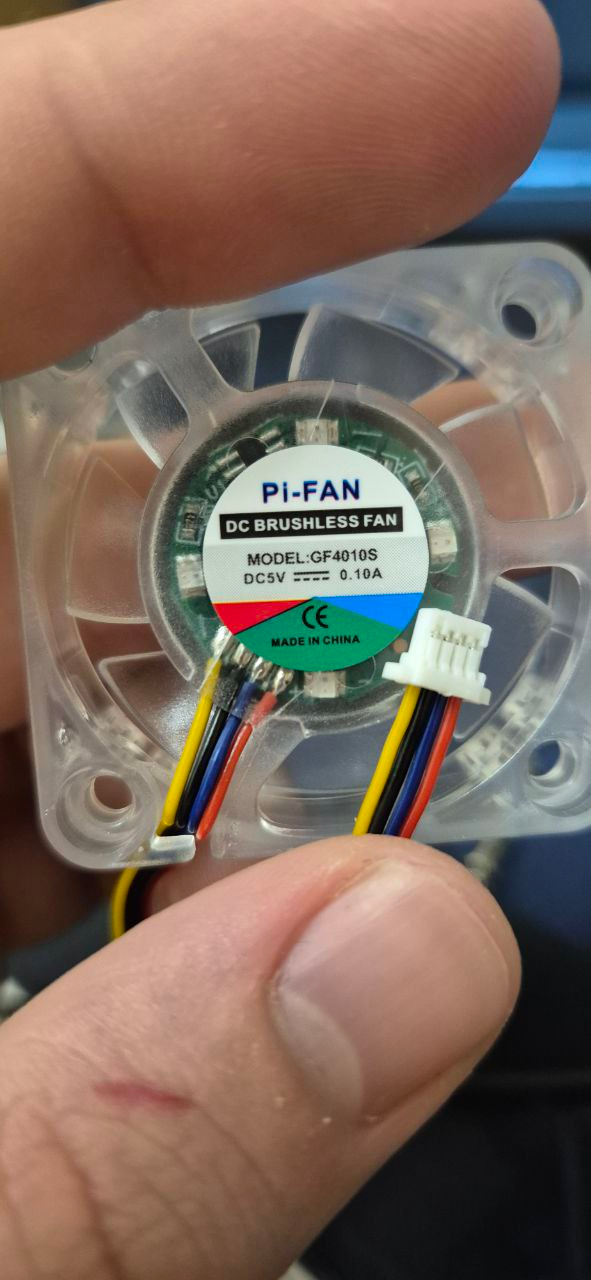 Pi-FAN
DC BRUSHLESS FAN
MODEL:GF4010S
DC5V ⎓ 0.10A
CE
MADE IN CHINA